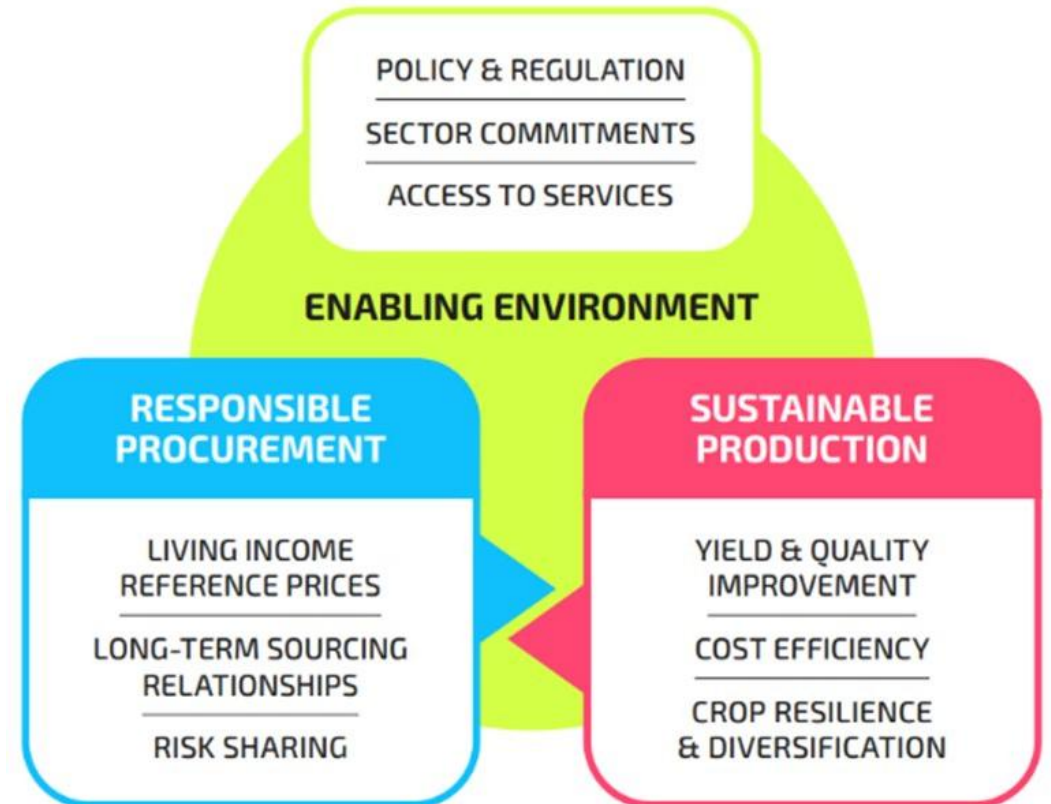 POLICY & REGULATION
SECTOR COMMITMENTS
ACCESS TO SERVICES
ENABLING ENVIRONMENT
RESPONSIBLE
PROCUREMENT
LIVING INCOME
REFERENCE PRICES
LONG-TERM SOURCING
RELATIONSHIPS
RISK SHARING
SUSTAINABLE
PRODUCTION
YIELD & QUALITY
IMPROVEMENT
COST EFFICIENCY
CROP RESILIENCE
& DIVERSIFICATION